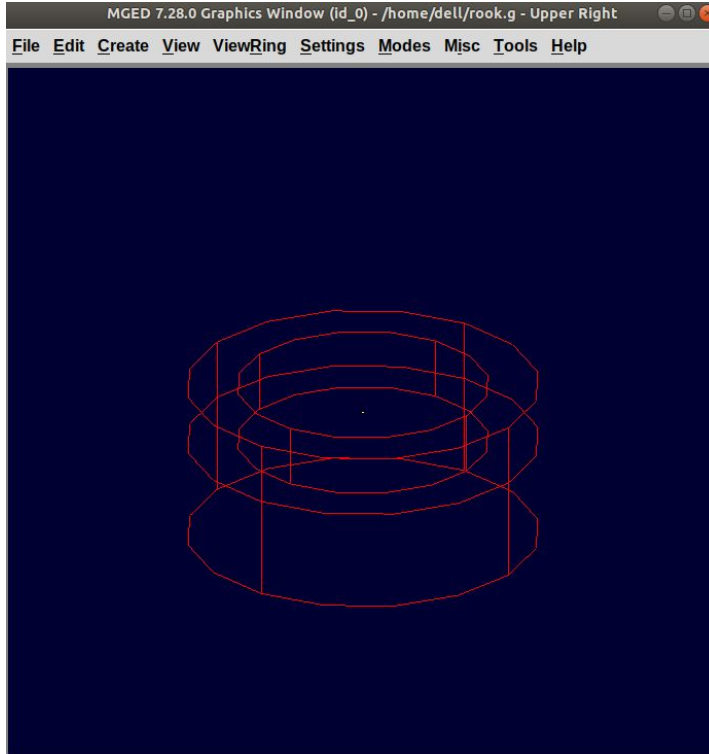 MGED 7.28.0 Graphics Window (id_0) - /home/dell/rook.g - Upper Right
File Edit Create View ViewRing Settings Modes Misc Tools Help